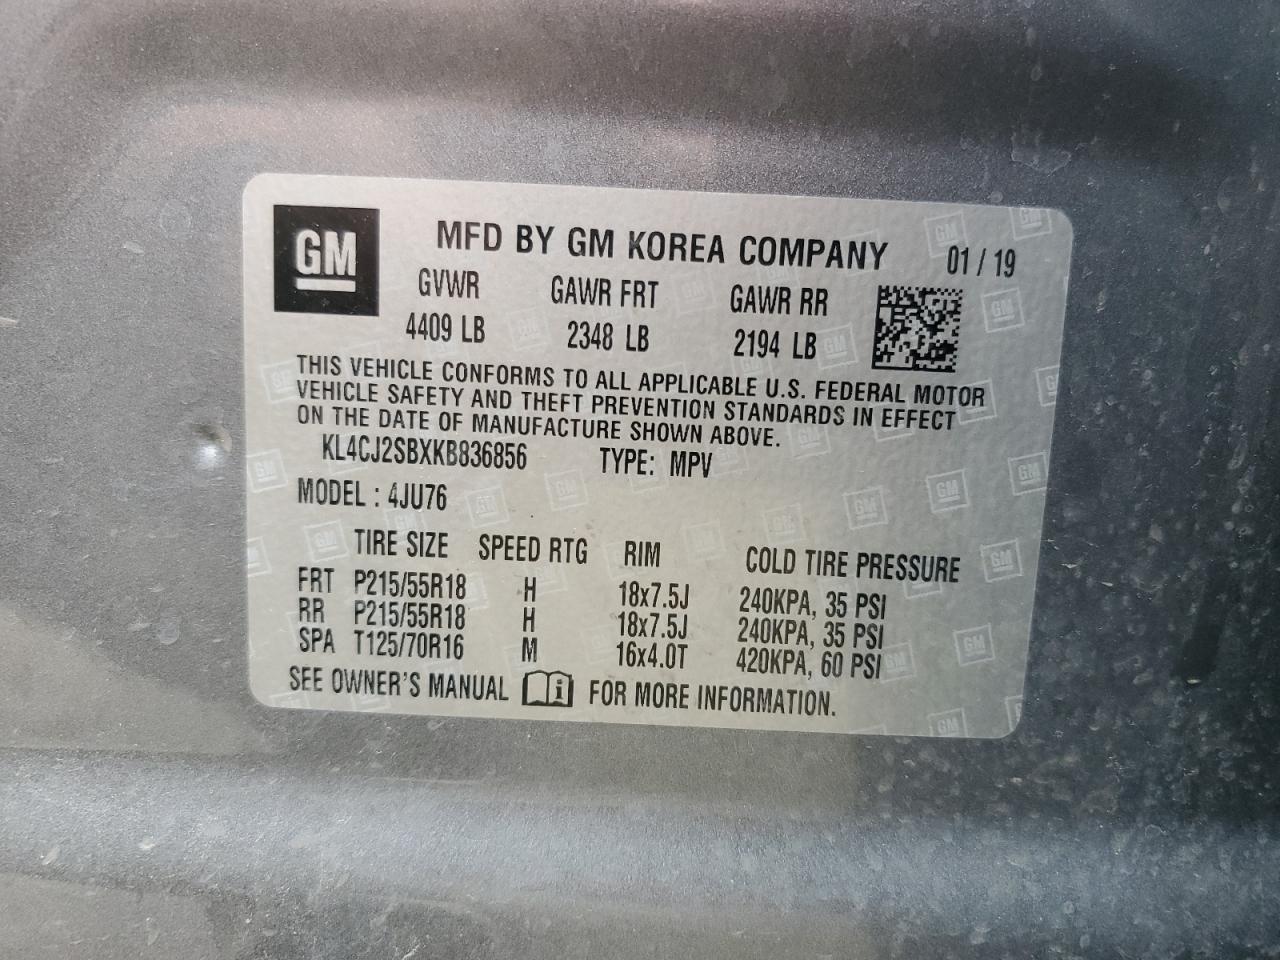 GM
MFD BY GM KOREA COMPANY 01 / 19
GVWR GAWR FRT GAWR RR
4409 LB 2348 LB 2194 LB
THIS VEHICLE CONFORMS TO ALL APPLICABLE U.S. FEDERAL MOTOR
VEHICLE SAFETY AND THEFT PREVENTION STANDARDS IN EFFECT
ON THE DATE OF MANUFACTURE SHOWN ABOVE.
KL4CJ2SBXKB836856 TYPE: MPV
MODEL : 4JU76
TIRE SIZE SPEED RTG RIM COLD TIRE PRESSURE
FRT P215/55R18 H 18x7.5J 240KPA, 35 PSI
RR P215/55R18 H 18x7.5J 240KPA, 35 PSI
SPA T125/70R16 M 16x4.0T 420KPA, 60 PSI
SEE OWNER'S MANUAL i FOR MORE INFORMATION.